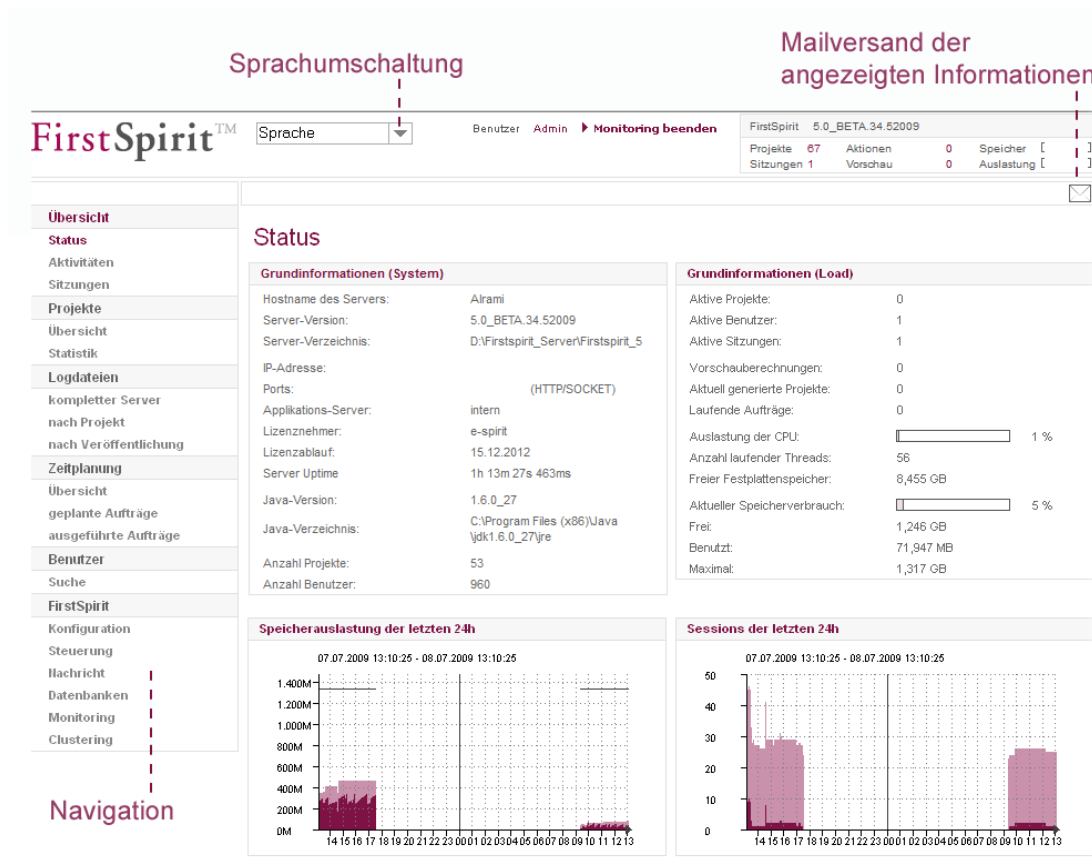 Sprachumschaltung
Mailversand der
angezeigten Informationen
FirstSpirit™
Sprache
Benutzer Admin Monitoring beenden
FirstSpirit 5.0_BETA.34.52009
Projekte 67 Aktionen 0 Speicher [ ]
Sitzungen 1 Vorschau 0 Auslastung [ ]
Übersicht
Status
Aktivitäten
Sitzungen
Projekte
Übersicht
Statistik
Logdateien
kompletter Server
nach Projekt
nach Veröffentlichung
Zeitplanung
Übersicht
geplante Aufträge
ausgeführte Aufträge
Benutzer
Suche
FirstSpirit
Konfiguration
Steuerung
Nachricht
Datenbanken
Monitoring
Clustering
Navigation
Status
Grundinformationen (System)
Hostname des Servers: Alrami
Server-Version: 5.0_BETA.34.52009
Server-Verzeichnis: D:\Firstspirit_Server\Firstspirit_5
IP-Adresse:
Ports: (HTTP/SOCKET)
Applikations-Server: intern
Lizenznehmer: e-spirit
Lizenzablauf: 15.12.2012
Server Uptime 1h 13m 27s 463ms
Java-Version: 1.6.0_27
Java-Verzeichnis: C:\Program Files (x86)\Java
\jdk1.6.0_27\jre
Anzahl Projekte: 53
Anzahl Benutzer: 960
Grundinformationen (Load)
Aktive Projekte: 0
Aktive Benutzer: 1
Aktive Sitzungen: 1
Vorschauberechnungen: 0
Aktuell generierte Projekte: 0
Laufende Aufträge: 0
Auslastung der CPU: 1 %
Anzahl laufender Threads: 56
Freier Festplattenspeicher: 8,455 GB
Aktueller Speicherverbrauch: 5 %
Frei: 1,246 GB
Benutzt: 71,947 MB
Maximal: 1,317 GB
Speicherauslastung der letzten 24h
07.07.2009 13:10:25 - 08.07.2009 13:10:25
1.400M
1.200M
1.000M
800M
600M
400M
200M
0M
14 15 16 17 18 19 20 21 22 23 00 01 02 03 04 05 06 07 08 09 10 11 12 13
Sessions der letzten 24h
07.07.2009 13:10:25 - 08.07.2009 13:10:25
50
40
30
20
10
0
14 15 16 17 18 19 20 21 22 23 00 01 02 03 04 05 06 07 08 09 10 11 12 13